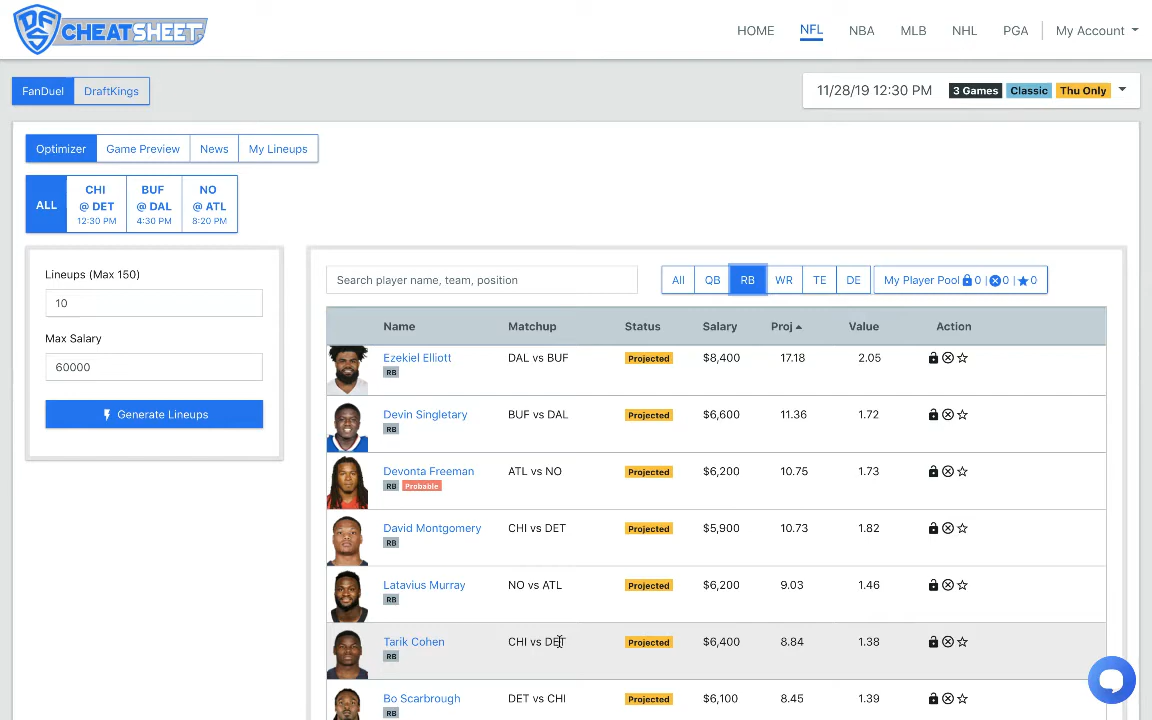 DFS CHEATSHEET
HOME NFL NBA MLB NHL PGA My Account
FanDuel DraftKings
11/28/19 12:30 PM 3 Games Classic Thu Only
Optimizer Game Preview News My Lineups
ALL
CHI @ DET 12:30 PM
BUF @ DAL 4:30 PM
NO @ ATL 8:20 PM
Lineups (Max 150)
10
Max Salary
60000
Generate Lineups
Search player name, team, position
All QB RB WR TE DE My Player Pool 0 | 0 | 0
Name Matchup Status Salary Proj Value Action
Ezekiel Elliott DAL vs BUF Projected $8,400 17.18 2.05
RB
Devin Singletary BUF vs DAL Projected $6,600 11.36 1.72
RB
Devonta Freeman ATL vs NO Projected $6,200 10.75 1.73
RB Probable
David Montgomery CHI vs DET Projected $5,900 10.73 1.82
RB
Latavius Murray NO vs ATL Projected $6,200 9.03 1.46
RB
Tarik Cohen CHI vs DET Projected $6,400 8.84 1.38
RB
Bo Scarbrough DET vs CHI Projected $6,100 8.45 1.39
RB